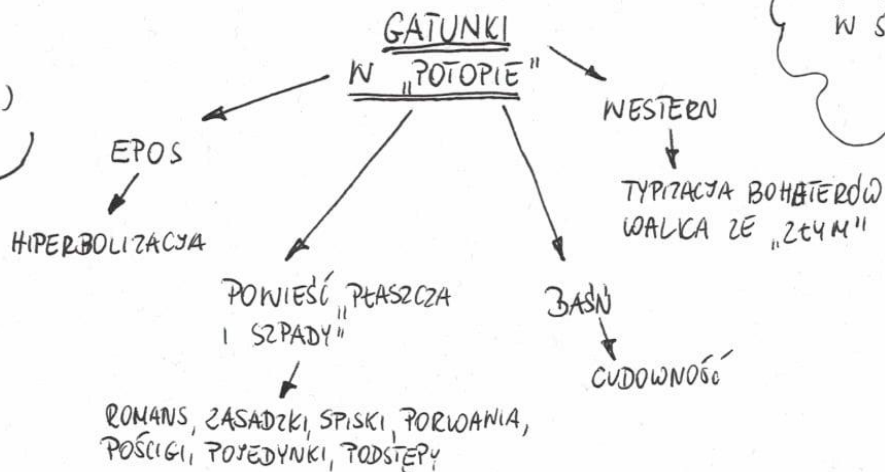 GATUNKI
W „POTOPIE"
W S
)
EPOS
HIPERBOLIZACJA
WESTERN
TYPIZACJA BOHATERÓW
WALKA ZE „ZŁYM"
POWIEŚĆ „PŁASZCZA
I SZPADY"
BAŚŃ
CUDOWNOŚĆ
ROMANS, ZASADZKI, SPISKI, PORWANIA,
POŚCIGI, POJEDYNKI, PODSTĘPY